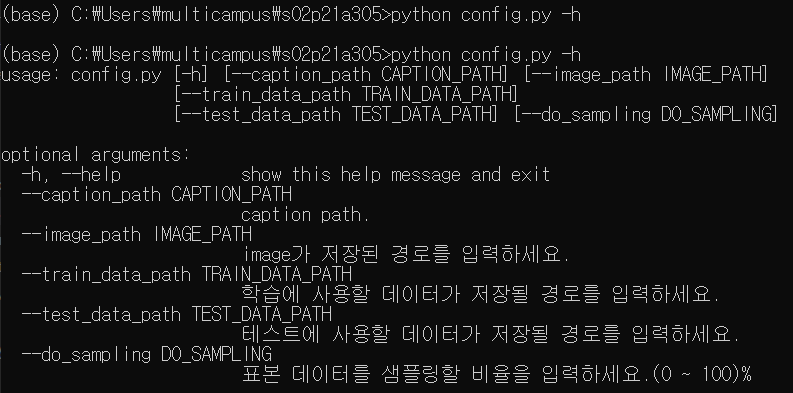 (base) C:₩Users₩multicampus₩s02p21a305>python config.py -h
(base) C:₩Users₩multicampus₩s02p21a305>python config.py -h
usage: config.py [-h] [--caption_path CAPTION_PATH] [--image_path IMAGE_PATH]
[--train_data_path TRAIN_DATA_PATH]
[--test_data_path TEST_DATA_PATH] [--do_sampling DO_SAMPLING]
optional arguments:
-h, --help show this help message and exit
--caption_path CAPTION_PATH
caption path.
--image_path IMAGE_PATH
image가 저장된 경로를 입력하세요.
--train_data_path TRAIN_DATA_PATH
학습에 사용할 데이터가 저장될 경로를 입력하세요.
--test_data_path TEST_DATA_PATH
테스트에 사용할 데이터가 저장될 경로를 입력하세요.
--do_sampling DO_SAMPLING
표본 데이터를 샘플링할 비율을 입력하세요.(0 ~ 100)%